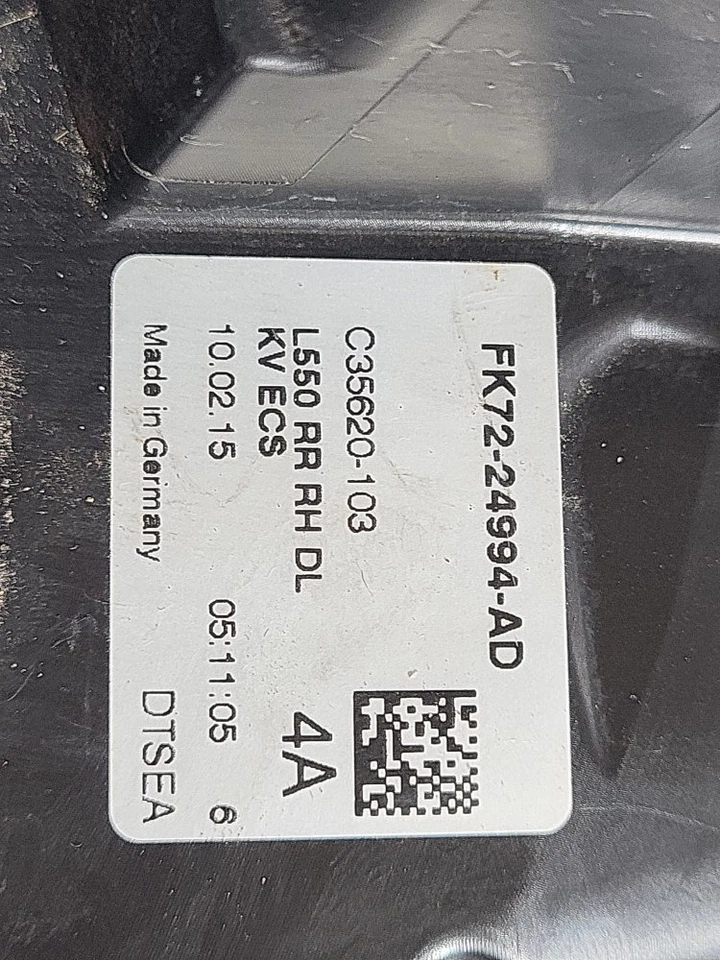 FK72-24994-AD
C35620-103
L550 RR RH DL
KV ECS
4A
10.02.15 05:11:05 6
Made in Germany DTSEA